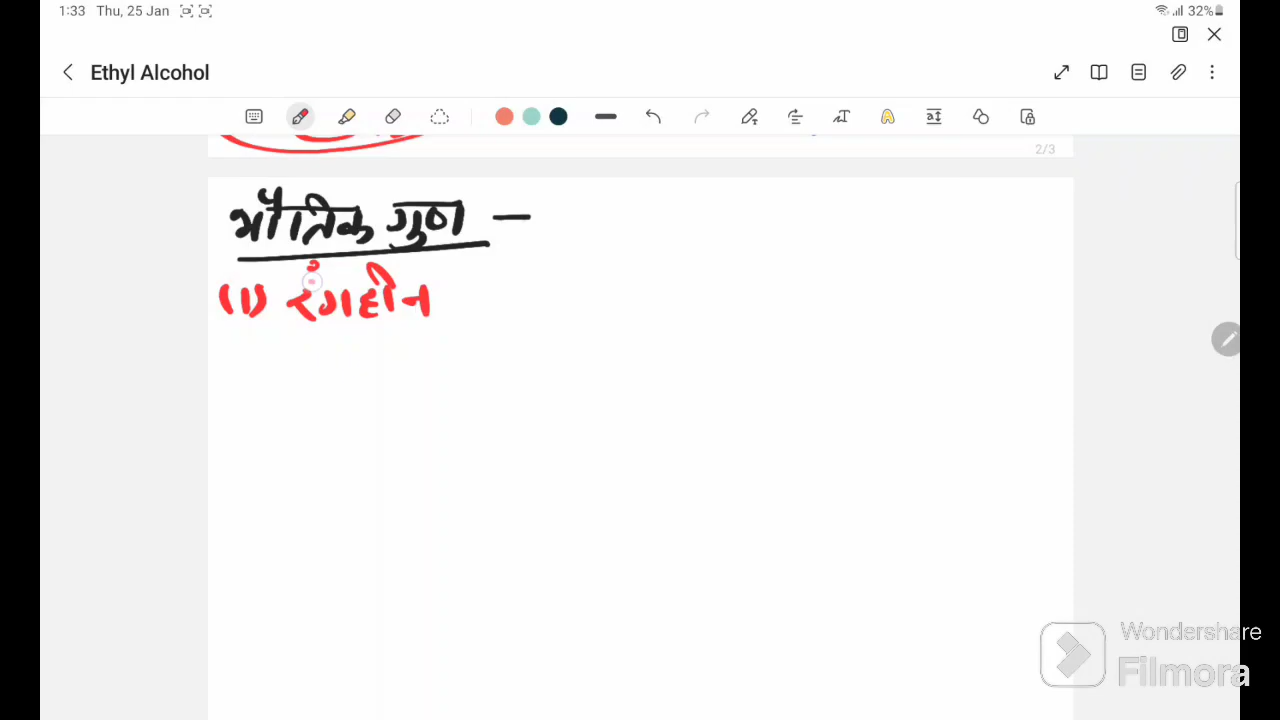 1:33 Thu, 25 Jan 32%
Ethyl Alcohol
2/3
भौतिक गुण –
(1) रंगहीन
Wondershare
Filmora